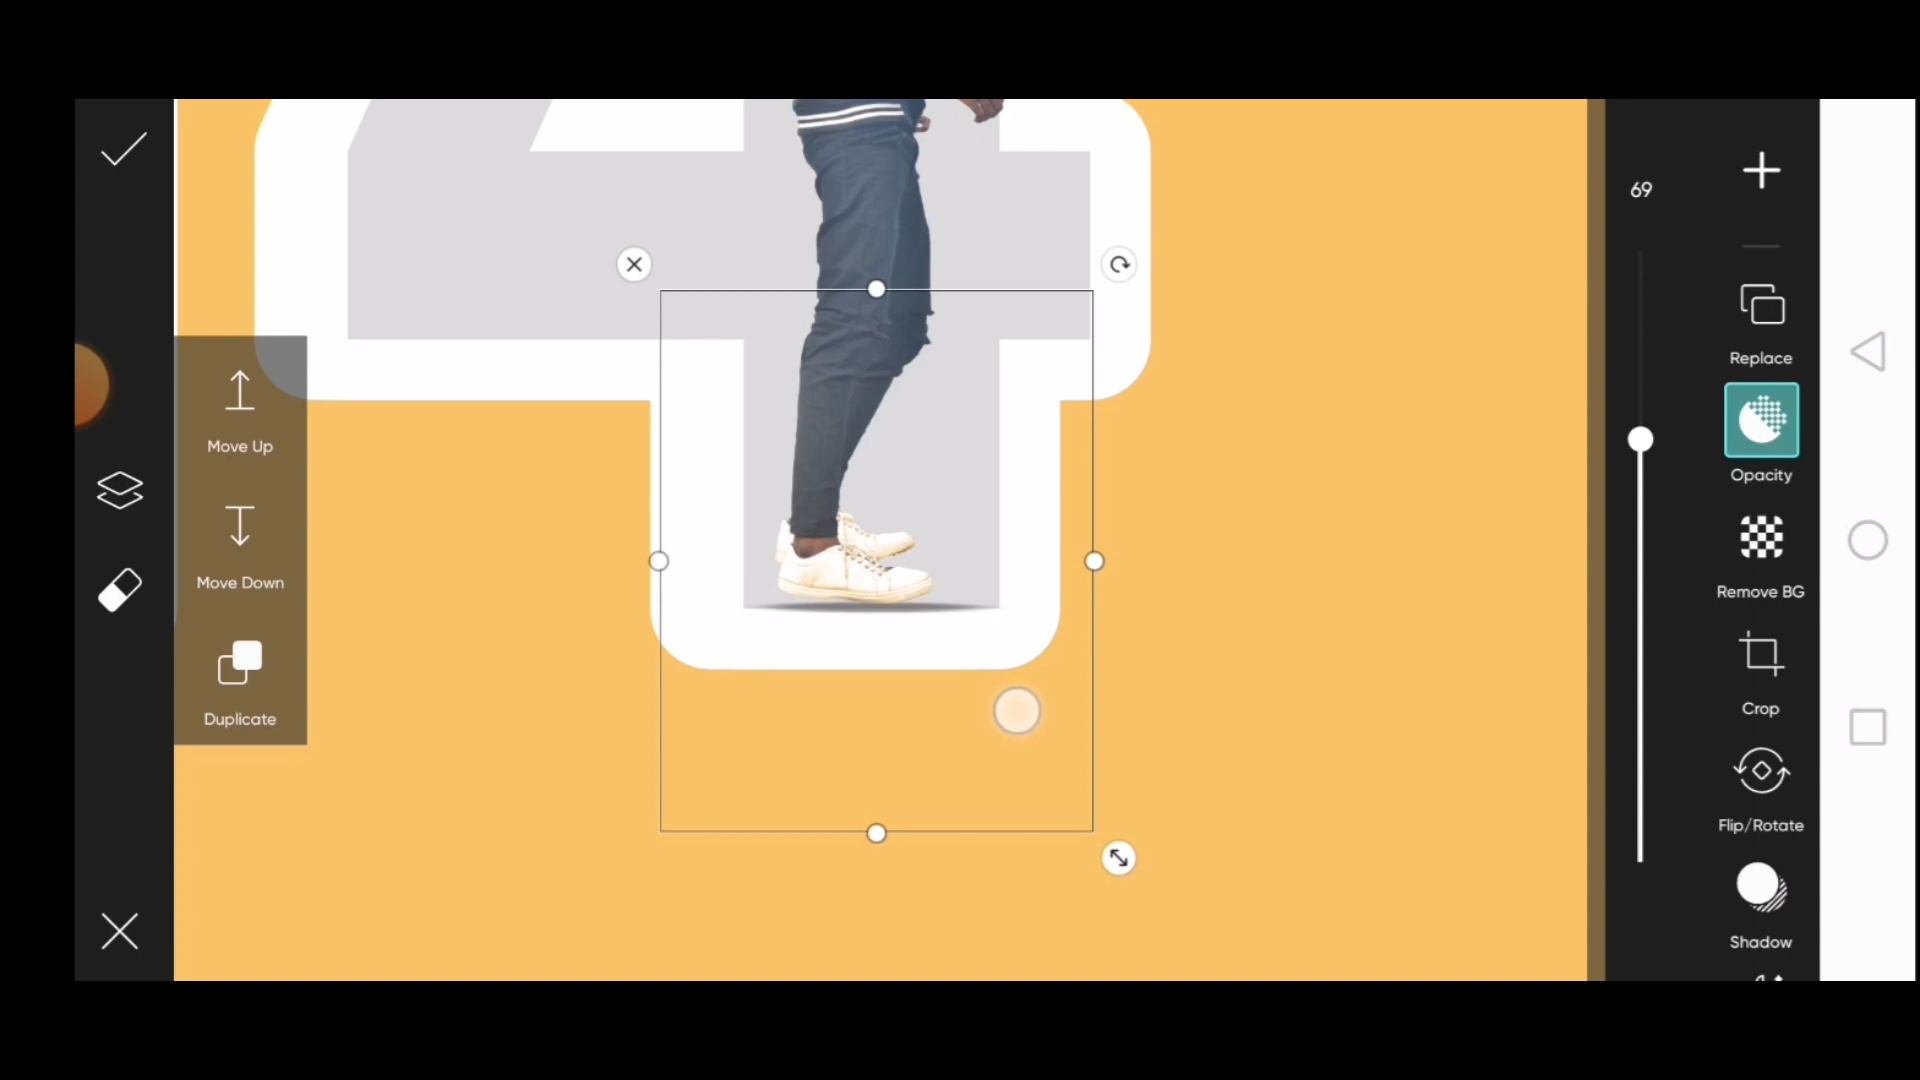 Move Up
Move Down
Duplicate
69
Replace
Opacity
Remove BG
Crop
Flip/Rotate
Shadow